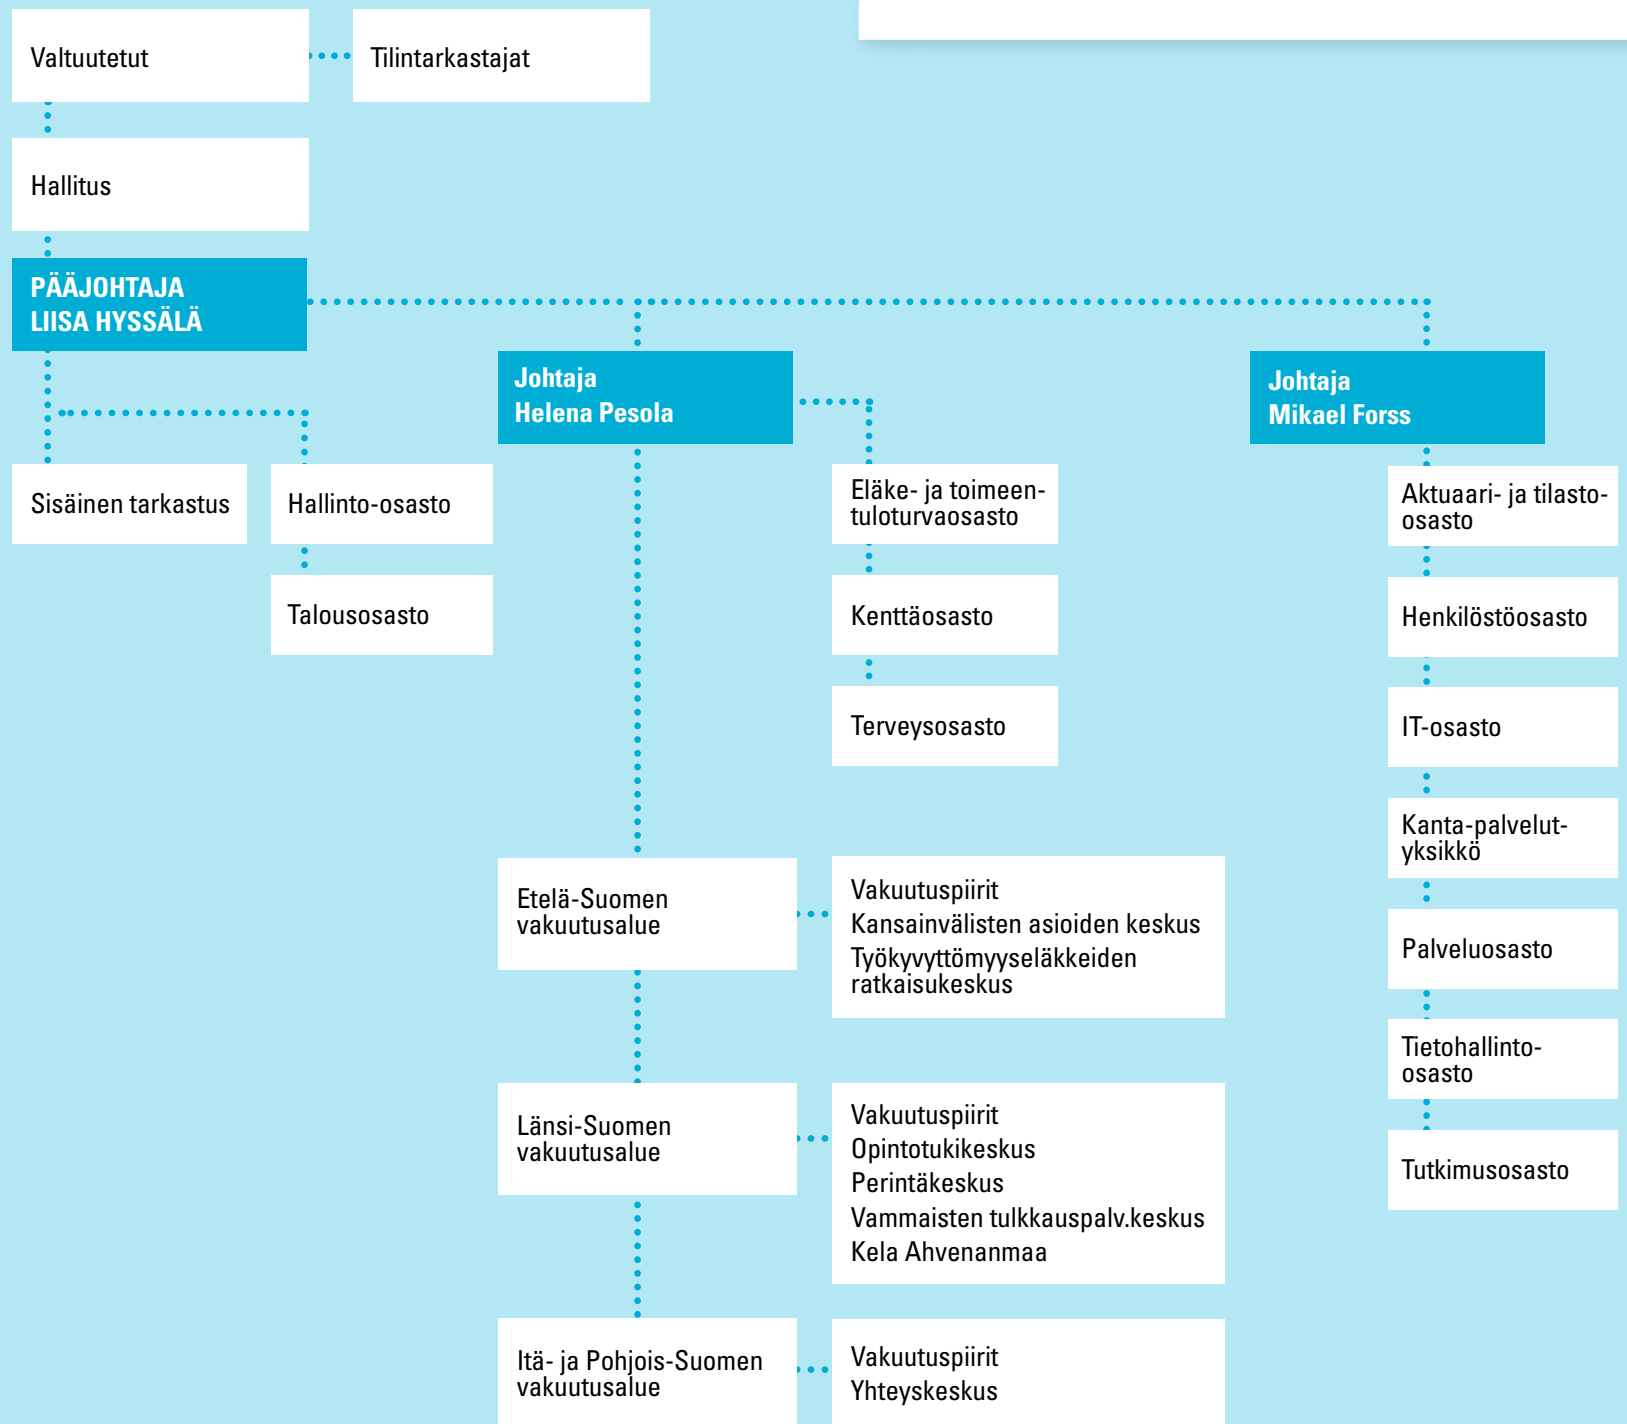 Valtuutetut
Tilintarkastajat
Hallitus
PÄÄJOHTAJA
LIISA HYSSÄLÄ
Sisäinen tarkastus
Hallinto-osasto
Talousosasto
Johtaja
Helena Pesola
Eläke- ja toimeen-
tuloturvaosasto
Kenttäosasto
Terveysosasto
Etelä-Suomen
vakuutusalue
Vakuutuspiirit
Kansainvälisten asioiden keskus
Työkyvyttömyyseläkkeiden
ratkaisukeskus
Länsi-Suomen
vakuutusalue
Vakuutuspiirit
Opintotukikeskus
Perintäkeskus
Vammaisten tulkkauspalv.keskus
Kela Ahvenanmaa
Itä- ja Pohjois-Suomen
vakuutusalue
Vakuutuspiirit
Yhteyskeskus
Johtaja
Mikael Forss
Aktuaari- ja tilasto-
osasto
Henkilöstöosasto
IT-osasto
Kanta-palvelut-
yksikkö
Palveluosasto
Tietohallinto-
osasto
Tutkimusosasto